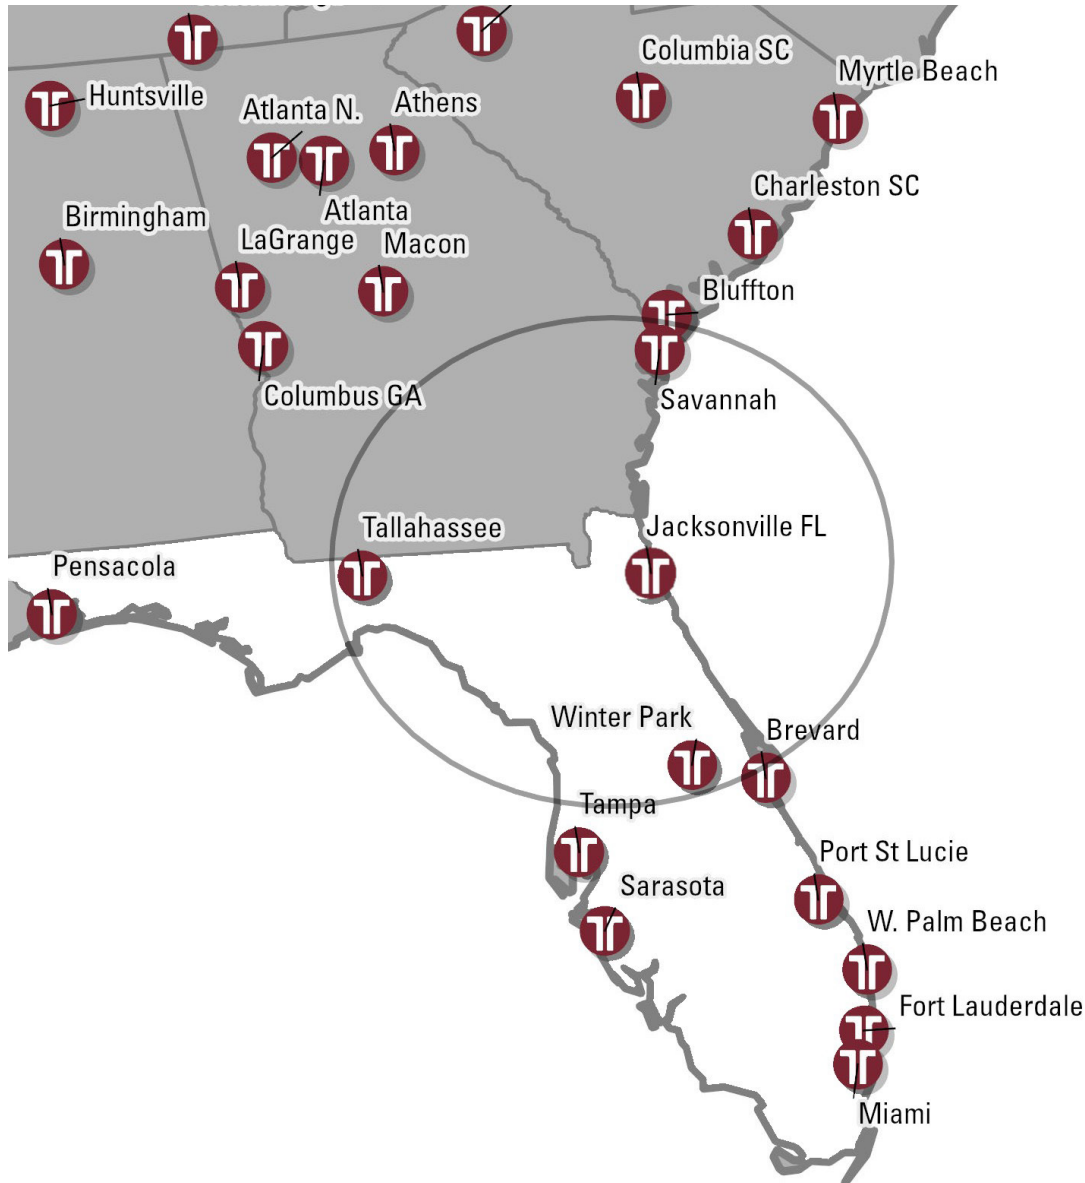 Columbia SC
Myrtle Beach
Huntsville
Atlanta N.
Athens
Charleston SC
Birmingham
Atlanta
LaGrange
Macon
Bluffton
Columbus GA
Savannah
Tallahassee
Jacksonville FL
Pensacola
Winter Park
Brevard
Tampa
Port St Lucie
Sarasota
W. Palm Beach
Fort Lauderdale
Miami